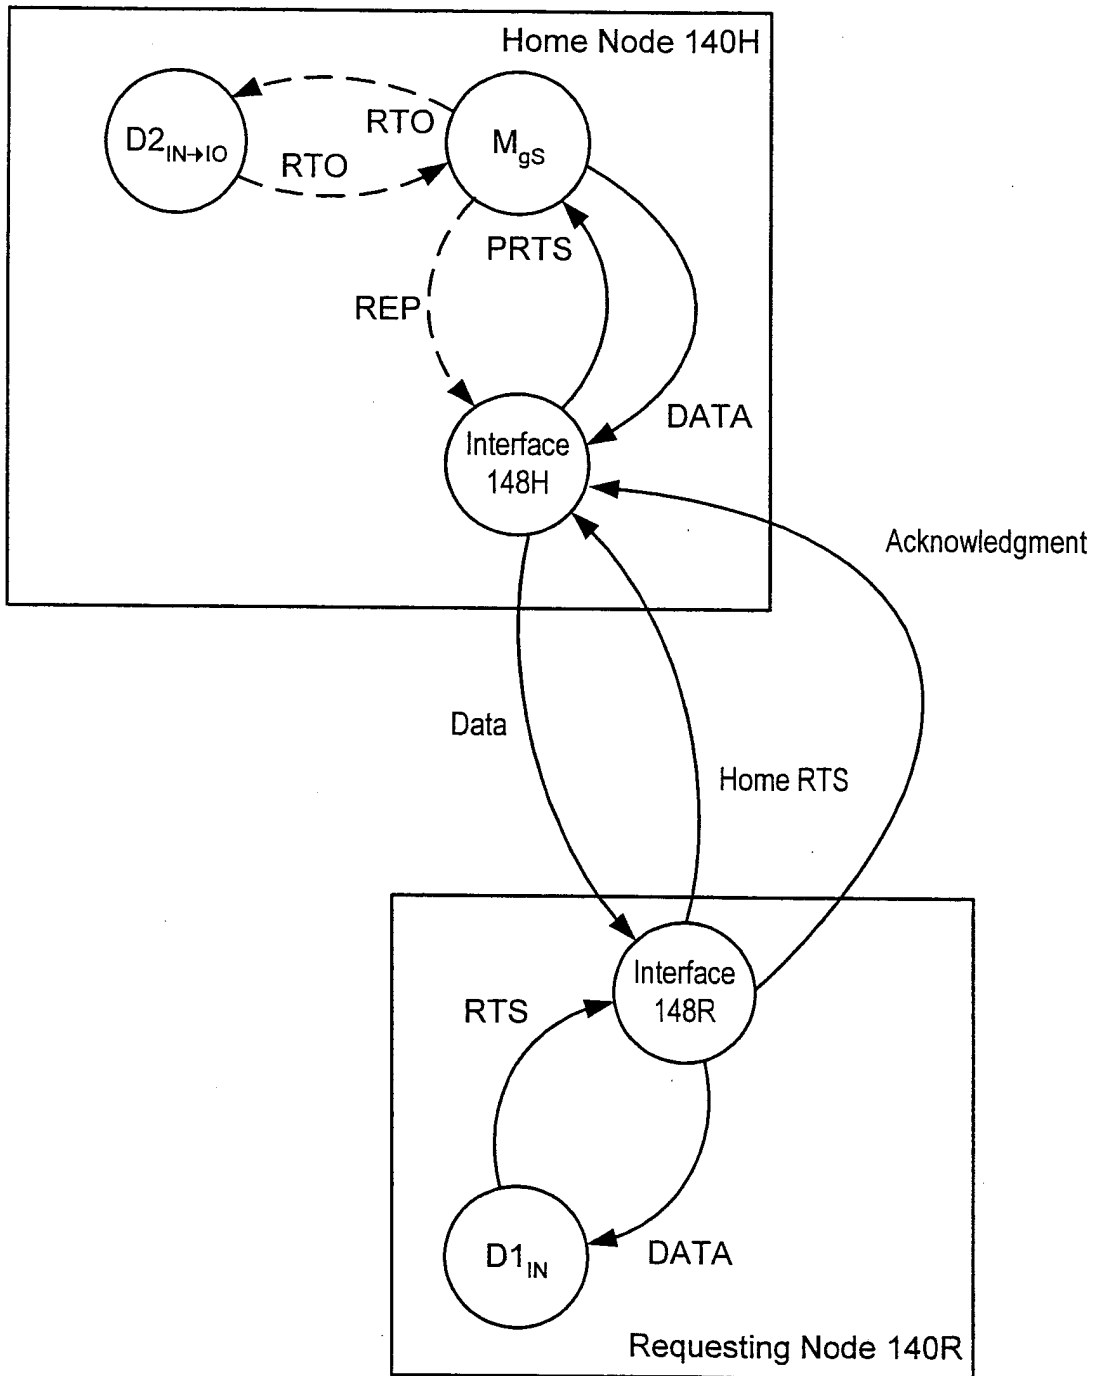 Home Node 140H
RTO
D2IN→IO
MgS
RTO
PRTS
REP
DATA
Interface
148H
Acknowledgment
Data
Home RTS
Interface
148R
RTS
D1IN
DATA
Requesting Node 140R